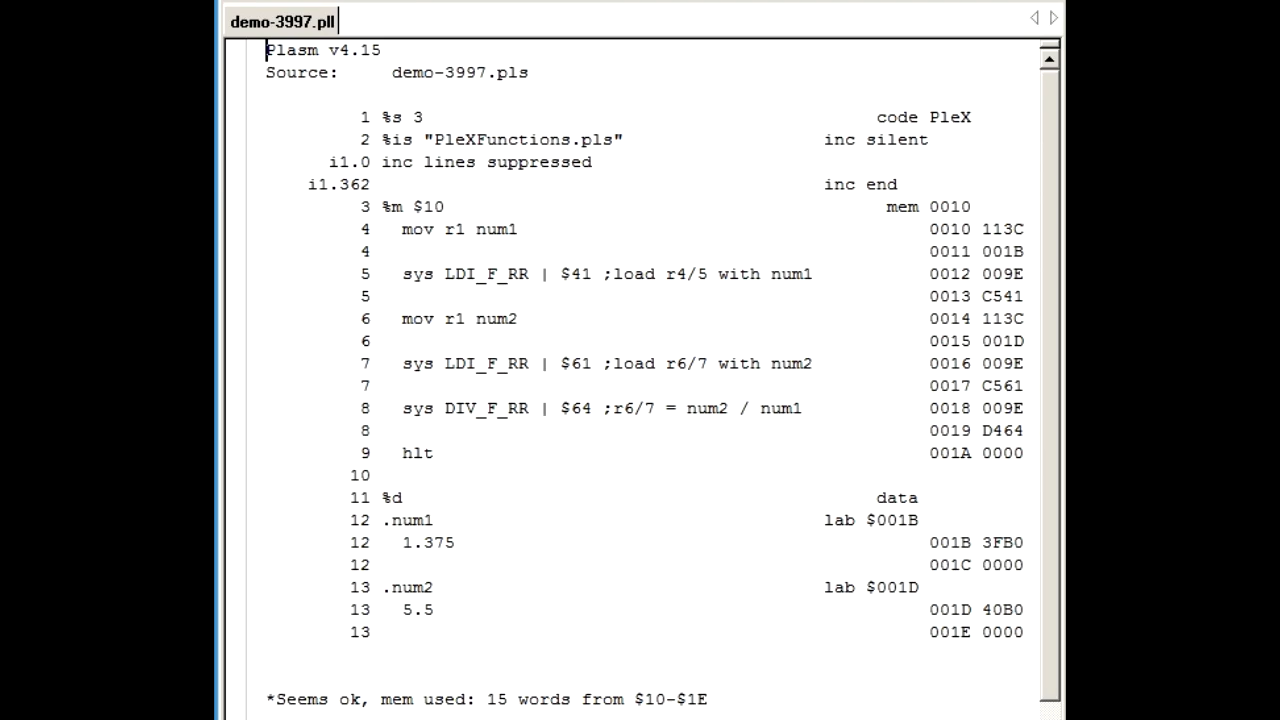 demo-3997.pll
Plasm v4.15
Source: demo-3997.pls
1 %s 3 code PleX
2 %is "PleXFunctions.pls" inc silent
i1.0 inc lines suppressed
i1.362 inc end
3 %m $10 mem 0010
4 mov r1 num1 0010 113C
4 0011 001B
5 sys LDI_F_RR | $41 ;load r4/5 with num1 0012 009E
5 0013 C541
6 mov r1 num2 0014 113C
6 0015 001D
7 sys LDI_F_RR | $61 ;load r6/7 with num2 0016 009E
7 0017 C561
8 sys DIV_F_RR | $64 ;r6/7 = num2 / num1 0018 009E
8 0019 D464
9 hlt 001A 0000
10
11 %d data
12 .num1 lab $001B
12 1.375 001B 3FB0
12 001C 0000
13 .num2 lab $001D
13 5.5 001D 40B0
13 001E 0000
*Seems ok, mem used: 15 words from $10-$1E